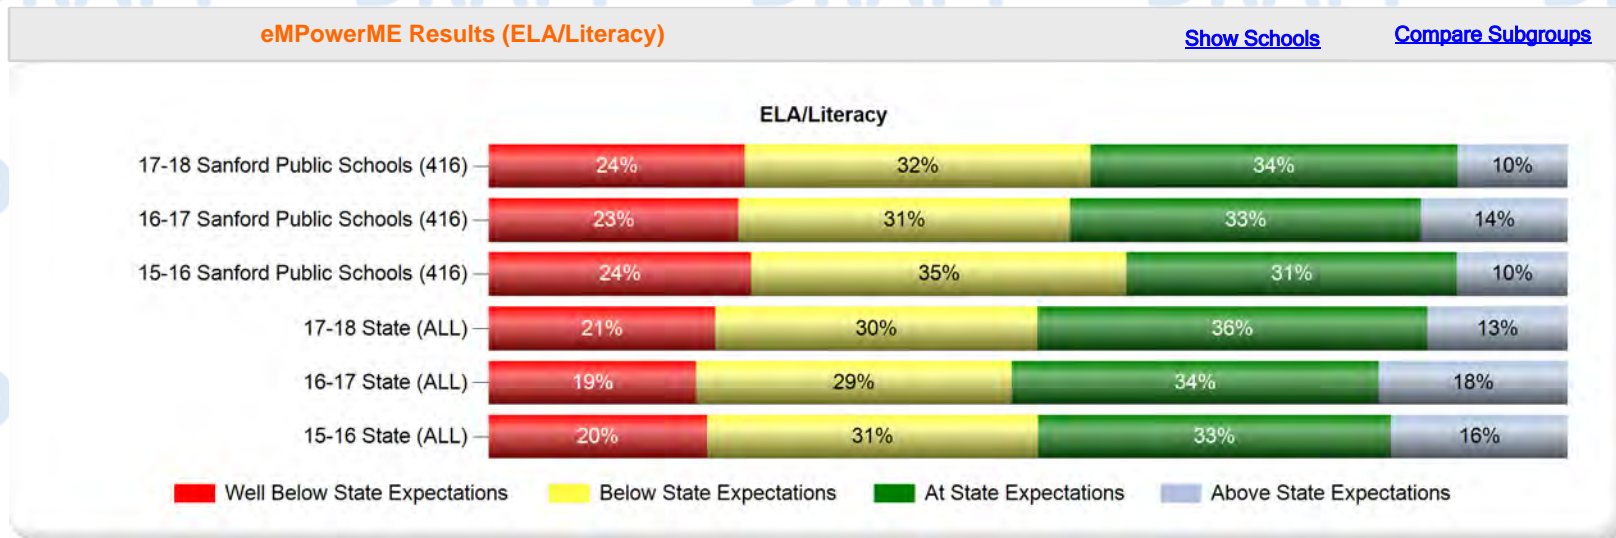 eMPowerME Results (ELA/Literacy) Show Schools Compare Subgroups
ELA/Literacy
17-18 Sanford Public Schools (416) 24% 32% 34% 10%
16-17 Sanford Public Schools (416) 23% 31% 33% 14%
15-16 Sanford Public Schools (416) 24% 35% 31% 10%
17-18 State (ALL) 21% 30% 36% 13%
16-17 State (ALL) 19% 29% 34% 18%
15-16 State (ALL) 20% 31% 33% 16%
Well Below State Expectations Below State Expectations At State Expectations Above State Expectations